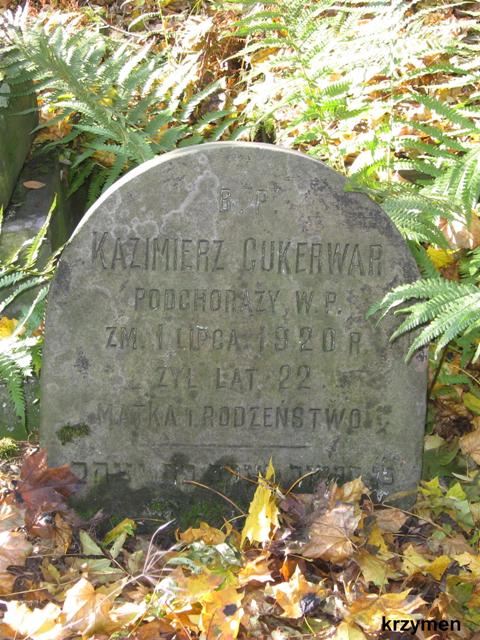 B. P.
KAZIMIERZ CUKERWAR
PODCHORĄŻY W.P.
ZM. 1 LIPCA 1920 R.
ŻYŁ LAT 22.
MATKA I RODZEŃSTWO
krzymen